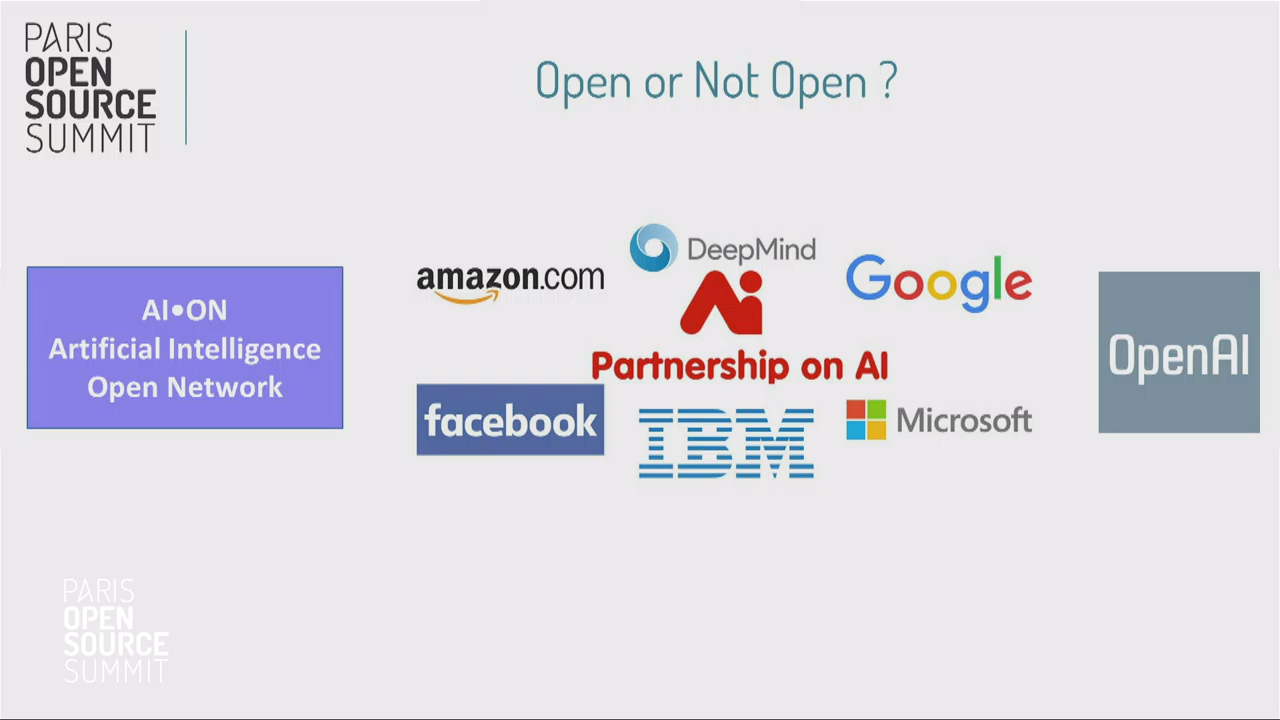 PARIS
OPEN
SOURCE
SUMMIT
Open or Not Open ?
AI•ON
Artificial Intelligence
Open Network
amazon.com
DeepMind
Ai
Google
Partnership on AI
facebook
IBM
Microsoft
OpenAI
PARIS
OPEN
SOURCE
SUMMIT